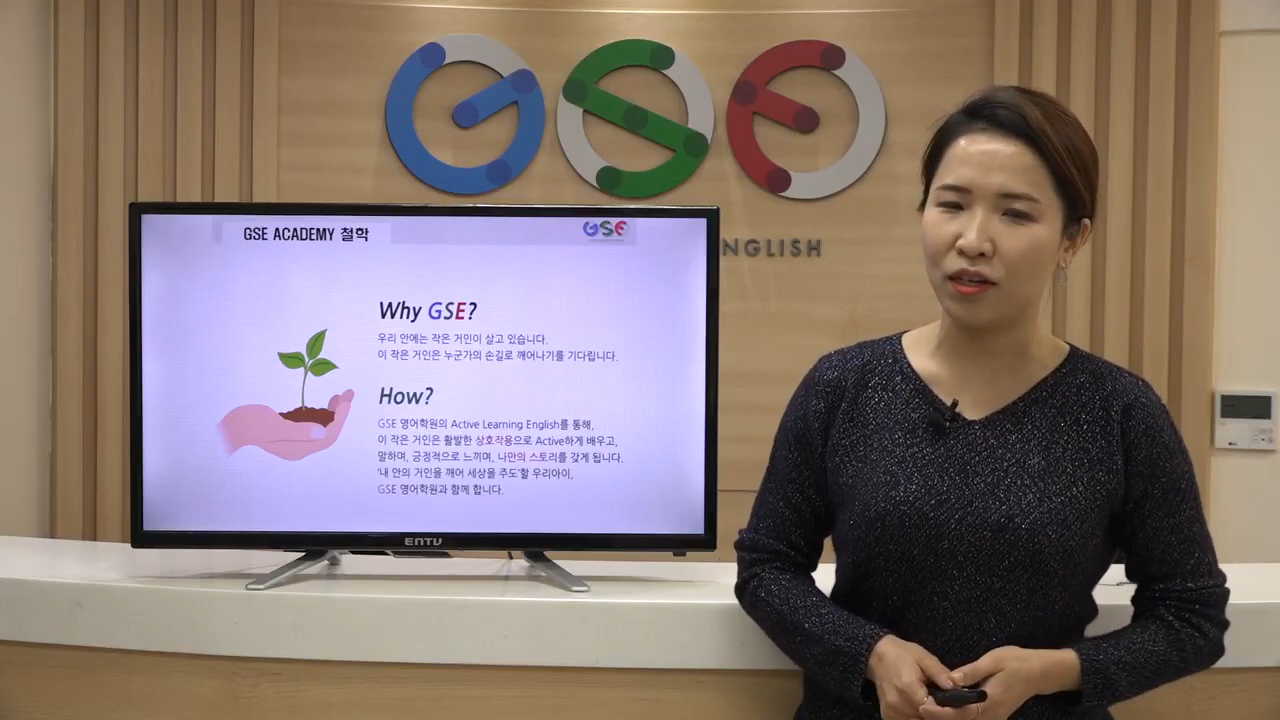 GSE
NGLISH
GSE ACADEMY 철학
GSE
Why GSE?
우리 안에는 작은 거인이 살고 있습니다.
이 작은 거인은 누군가의 손길로 깨어나기를 기다립니다.
How?
GSE 영어학원의 Active Learning English를 통해,
이 작은 거인은 활발한 상호작용으로 Active하게 배우고,
말하며, 긍정적으로 느끼며, 나만의 스토리를 갖게 됩니다.
'내 안의 거인을 깨어 세상을 주도'할 우리아이,
GSE 영어학원과 함께 합니다.
ENTV